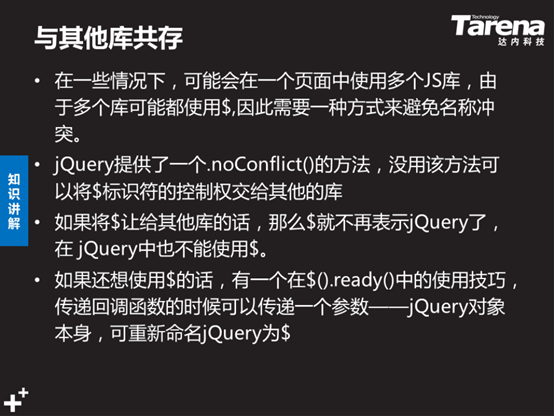 与其他库共存
Technology
Tarena
达内科技
• 在一些情况下，可能会在一个页面中使用多个JS库，由
于多个库可能都使用$,因此需要一种方式来避免名称冲
突。
• jQuery提供了一个.noConflict()的方法，没用该方法可
以将$标识符的控制权交给其他的库
• 如果将$让给其他库的话，那么$就不再表示jQuery了，
在 jQuery中也不能使用$。
• 如果还想使用$的话，有一个在$().ready()中的使用技巧，
传递回调函数的时候可以传递一个参数——jQuery对象
本身，可重新命名jQuery为$
知识讲解